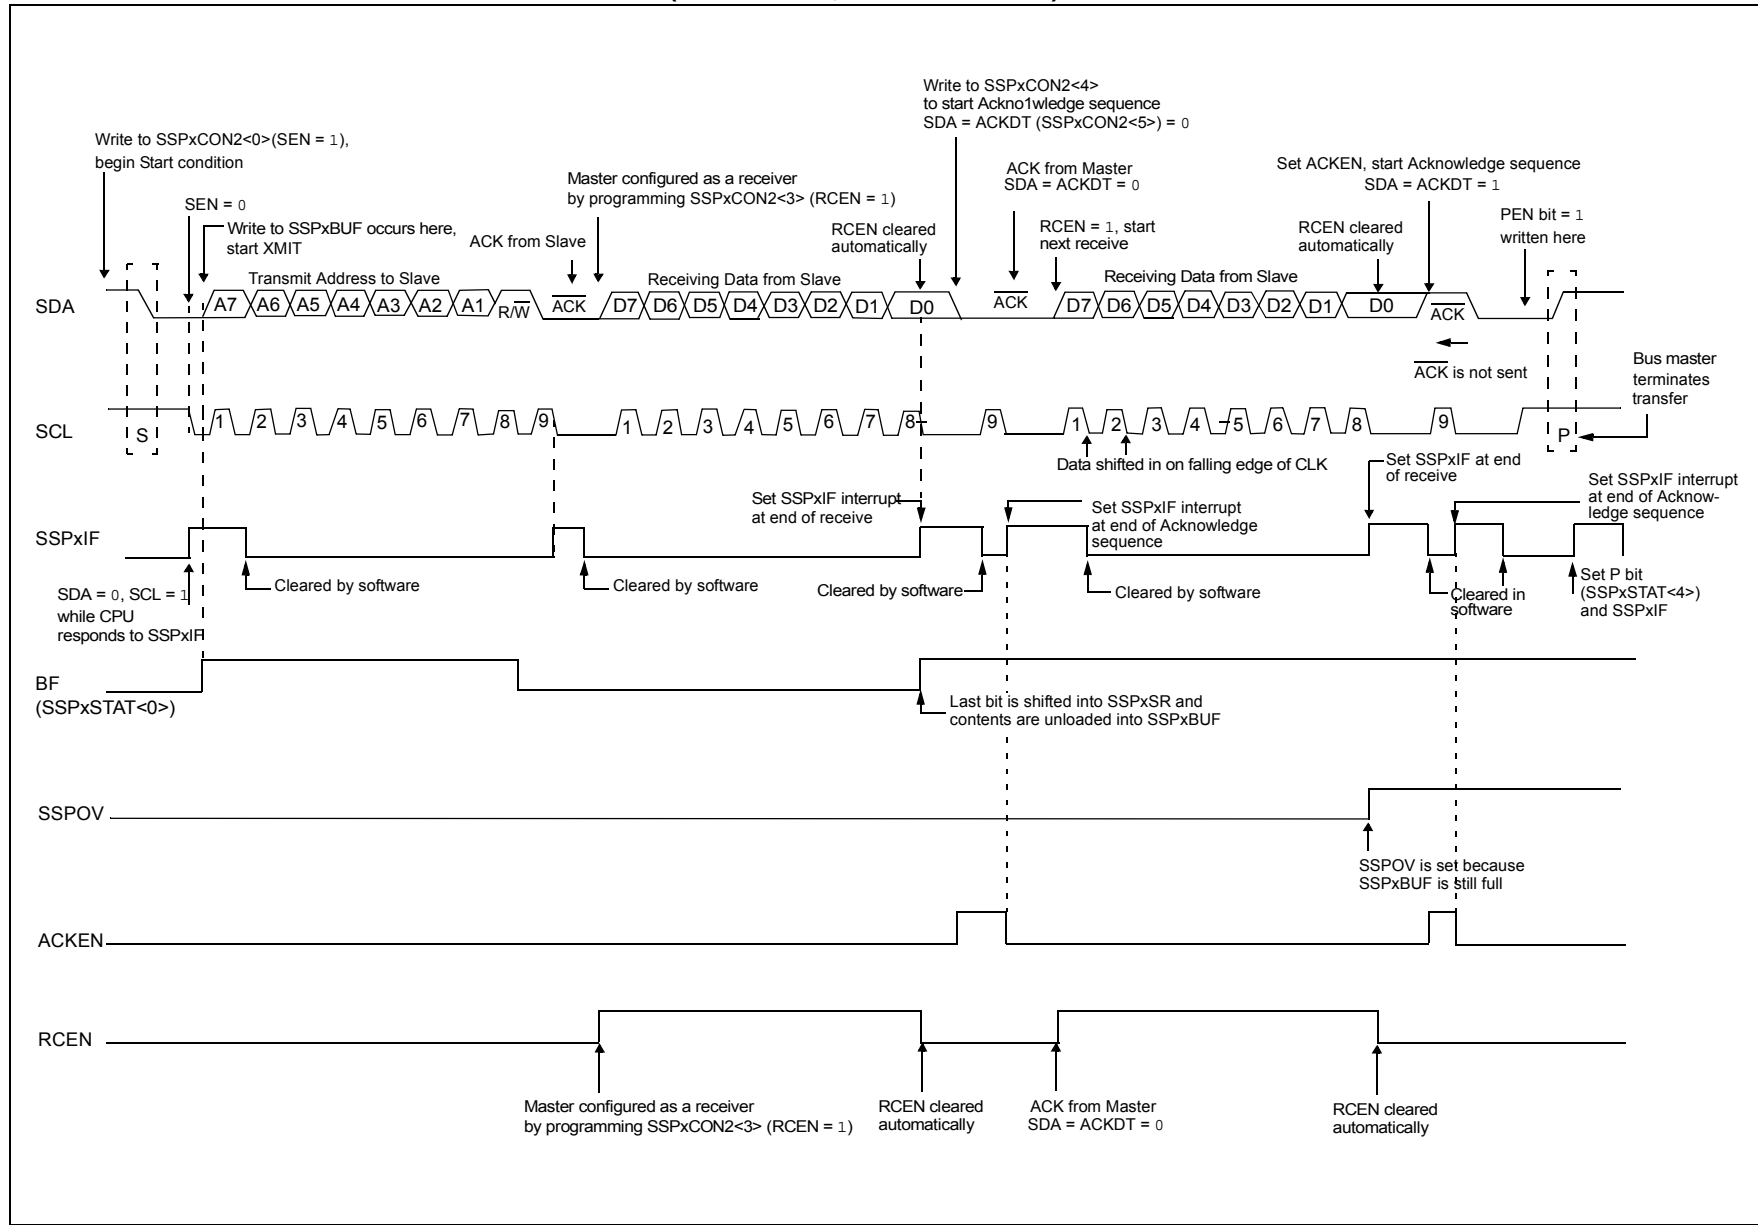 Write to SSPxCON2<4>
to start Ackno1wledge sequence
SDA = ACKDT (SSPxCON2<5>) = 0
Write to SSPxCON2<0>(SEN = 1),
begin Start condition
ACK from Master
SDA = ACKDT = 0
Set ACKEN, start Acknowledge sequence
SDA = ACKDT = 1
Master configured as a receiver
by programming SSPxCON2<3> (RCEN = 1)
SEN = 0
Write to SSPxBUF occurs here,
start XMIT
ACK from Slave
RCEN cleared
automatically
RCEN = 1, start
next receive
RCEN cleared
automatically
PEN bit = 1
written here
Transmit Address to Slave
Receiving Data from Slave
Receiving Data from Slave
SDA
A7 A6 A5 A4 A3 A2 A1 R/W ACK D7 D6 D5 D4 D3 D2 D1 D0 ACK D7 D6 D5 D4 D3 D2 D1 D0 ACK
ACK is not sent
Bus master
terminates
transfer
SCL
S 1 2 3 4 5 6 7 8 9 1 2 3 4 5 6 7 8 9 1 2 3 4 5 6 7 8 9 P
Data shifted in on falling edge of CLK
Set SSPxIF at end
of receive
Set SSPxIF interrupt
at end of receive
Set SSPxIF interrupt
at end of Acknowledge
sequence
Set SSPxIF interrupt
at end of Acknow-
ledge sequence
SSPxIF
SDA = 0, SCL = 1
while CPU
responds to SSPxIF
Cleared by software
Cleared by software
Cleared by software
Cleared by software
Cleared in
software
Set P bit
(SSPxSTAT<4>)
and SSPxIF
BF
(SSPxSTAT<0>)
Last bit is shifted into SSPxSR and
contents are unloaded into SSPxBUF
SSPOV
SSPOV is set because
SSPxBUF is still full
ACKEN
RCEN
Master configured as a receiver
by programming SSPxCON2<3> (RCEN = 1)
RCEN cleared
automatically
ACK from Master
SDA = ACKDT = 0
RCEN cleared
automatically